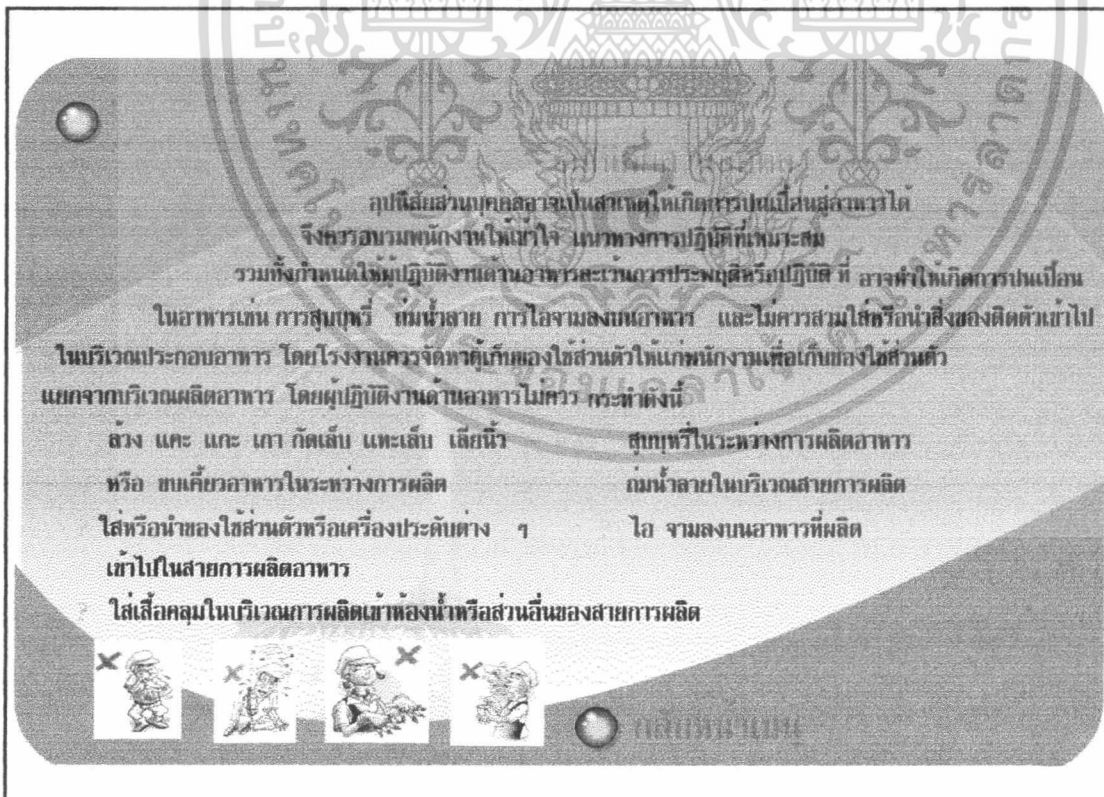 อุปนิสัยส่วนบุคคลอาจเป็นสาเหตุให้เกิดการปนเปื้อนสู่อาหารได้
จึงควรอบรมพนักงานให้เข้าใจ แนวทางการปฏิบัติที่เหมาะสม
รวมทั้งกำหนดให้ผู้ปฏิบัติงานด้านอาหารละเว้นการประพฤติหรือปฏิบัติ ที่ อาจทำให้เกิดการปนเปื้อน
ในอาหารเช่น การสูบบุหรี่ ถ่มน้ำลาย การไอจามลงบนอาหาร และไม่ควรสวมใส่หรือนำสิ่งของติดตัวเข้าไป
ในบริเวณประกอบอาหาร โดยโรงงานควรจัดหาตู้เก็บของใช้ส่วนตัวให้แก่พนักงานเพื่อเก็บของใช้ส่วนตัว
แยกจากบริเวณผลิตอาหาร โดยผู้ปฏิบัติงานด้านอาหารไม่ควร กระทำดังนี้
ล้วง แคะ แกะ เกา กัดเล็บ แทะเล็บ เลียนิ้ว สูบบุหรี่ในระหว่างการผลิตอาหาร
หรือ ขบเคี้ยวอาหารในระหว่างการผลิต ถ่มน้ำลายในบริเวณสายการผลิต
ใส่หรือนำของใช้ส่วนตัวหรือเครื่องประดับต่าง ๆ ไอ จามลงบนอาหารที่ผลิต
เข้าไปในสายการผลิตอาหาร
ใส่เสื้อคลุมในบริเวณการผลิตเข้าห้องน้ำหรือส่วนอื่นของสายการผลิต
กลับหน้าเมนู